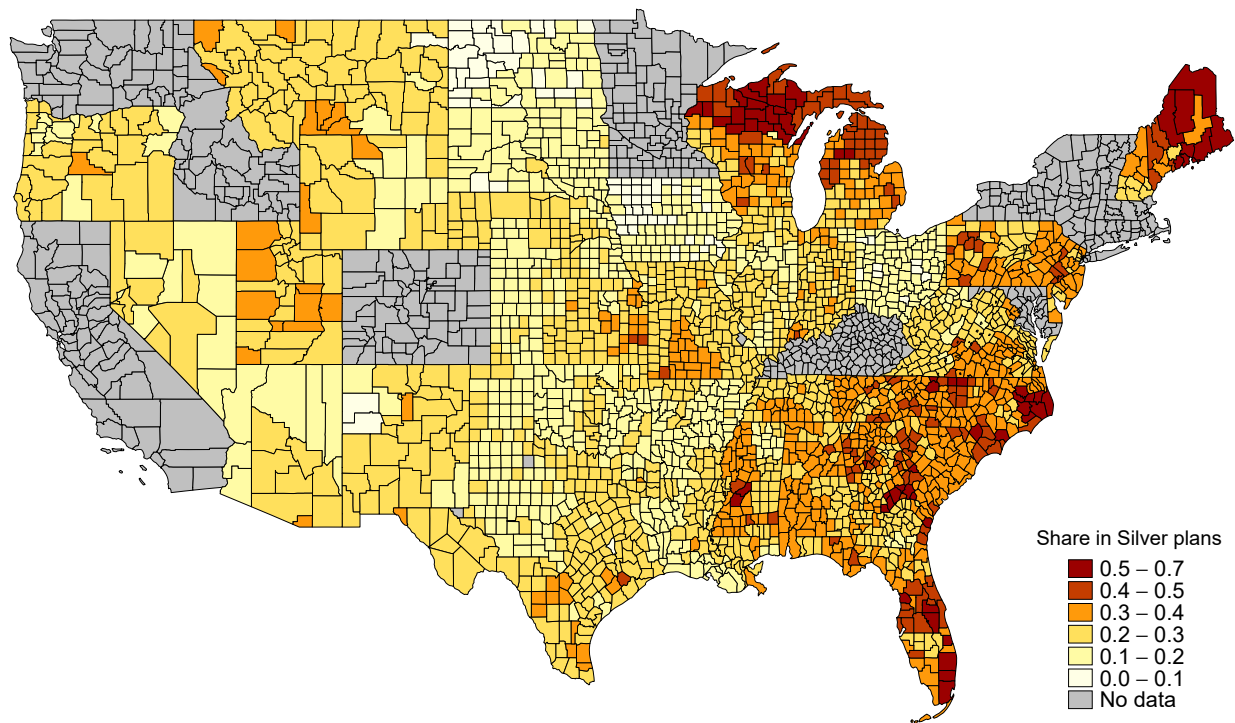 Share in Silver plans
0.5 – 0.7
0.4 – 0.5
0.3 – 0.4
0.2 – 0.3
0.1 – 0.2
0.0 – 0.1
No data